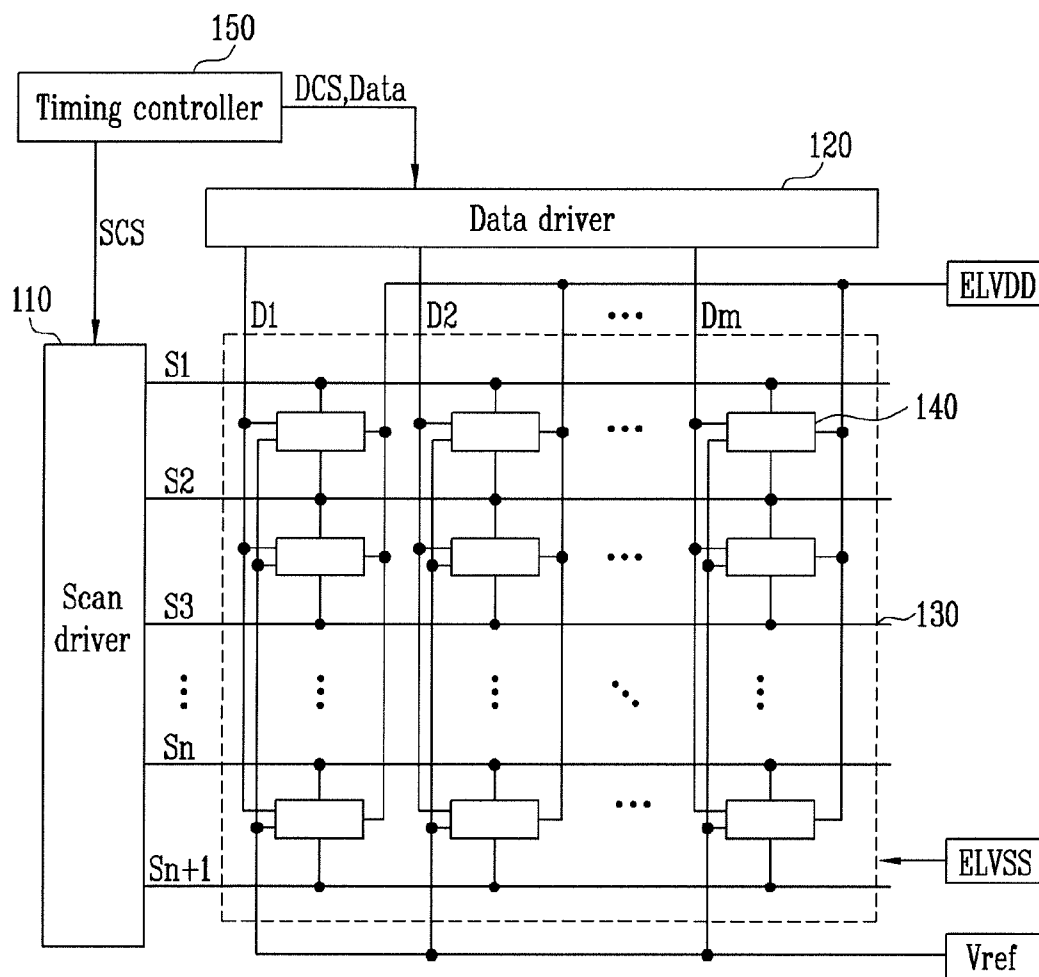 150
Timing controller
DCS,Data
120
Data driver
SCS
110
ELVDD
D1
D2
Dm
S1
140
S2
Scan
driver
S3
130
Sn
Sn+1
ELVSS
Vref